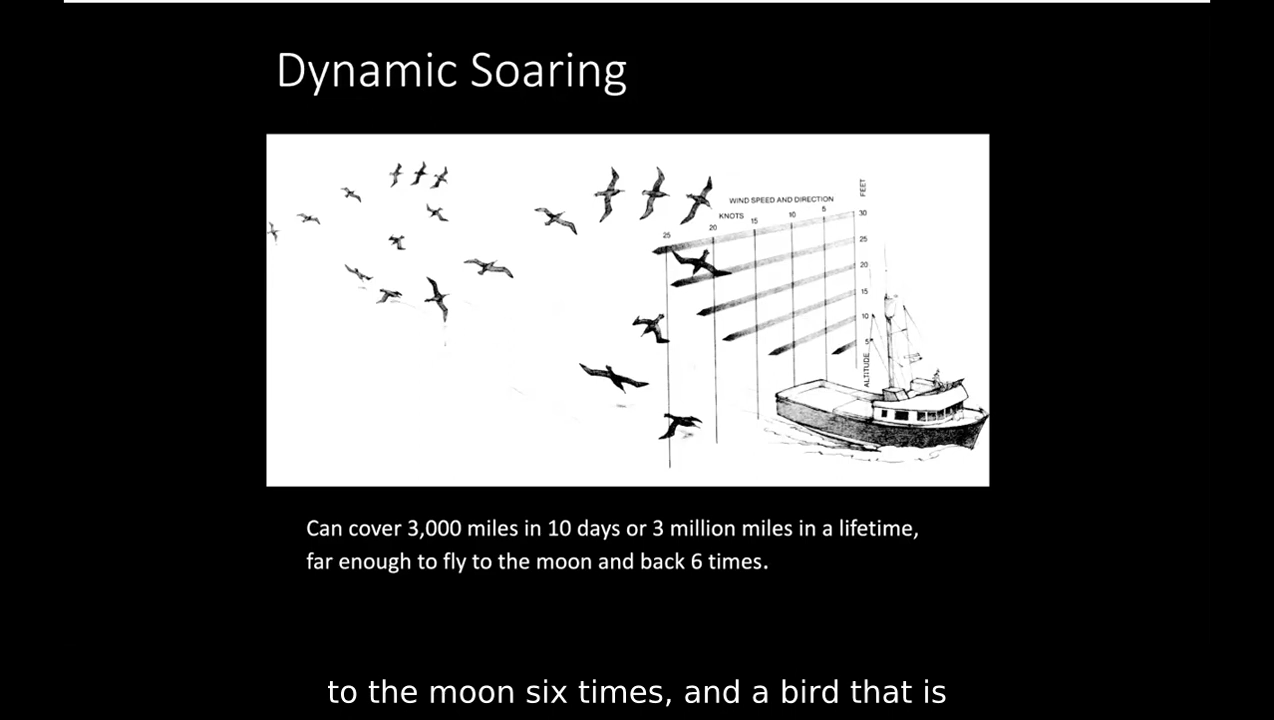 Dynamic Soaring
WIND SPEED AND DIRECTION
KNOTS
25
20
15
10
5
FEET
30
25
20
15
10
5
ALTITUDE
Can cover 3,000 miles in 10 days or 3 million miles in a lifetime,
far enough to fly to the moon and back 6 times.
to the moon six times, and a bird that is